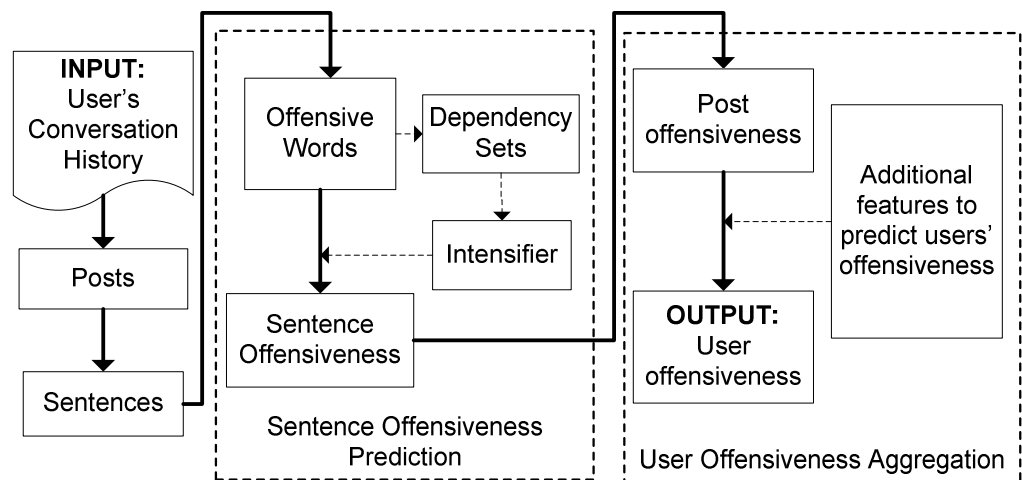 INPUT:
User's
Conversation
History
Posts
Sentences
Offensive
Words
Dependency
Sets
Intensifier
Sentence
Offensiveness
Sentence Offensiveness
Prediction
Post
offensiveness
Additional
features to
predict users'
offensiveness
OUTPUT:
User
offensiveness
User Offensiveness Aggregation